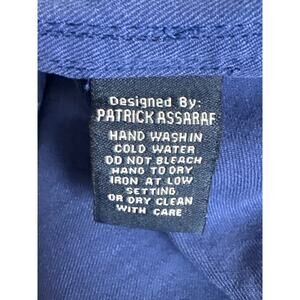 Designed By:
PATRICK ASSARAF
HAND WASH IN
COLD WATER
DO NOT BLEACH
HAND TO DRY
IRON AT LOW
SETTING
OR DRY CLEAN
WITH CARE